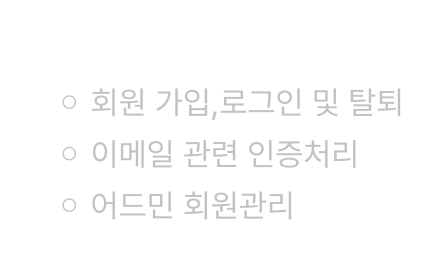 ○ 회원 가입,로그인 및 탈퇴
○ 이메일 관련 인증처리
○ 어드민 회원관리